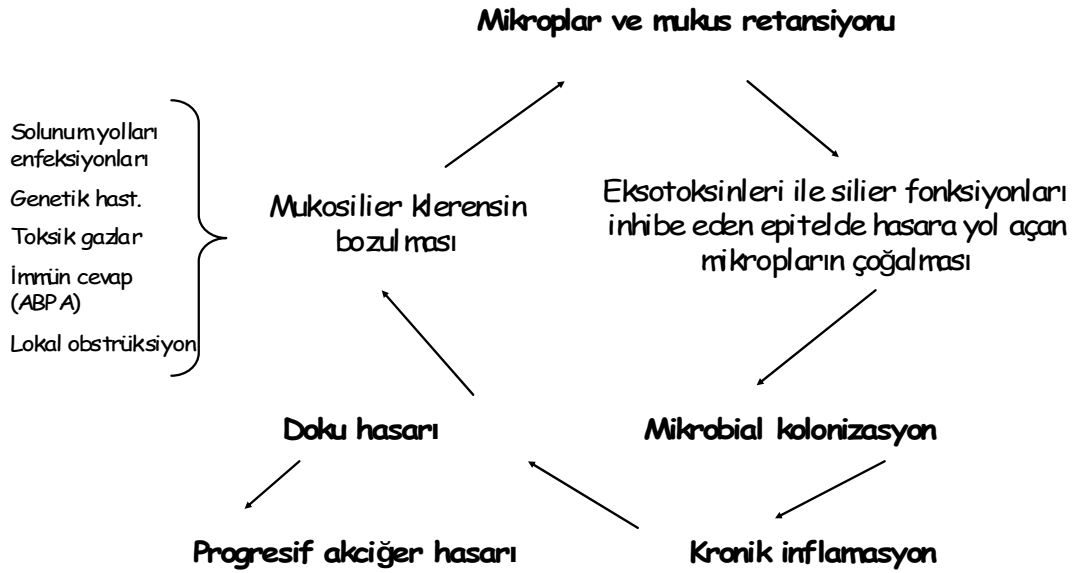 Mikroplar ve mukus retansiyonu
Solunum yolları
enfeksiyonları
Genetik hast.
Toksik gazlar
İmmün cevap
(ABPA)
Lokal obstrüksiyon
Mukosilier klerensin
bozulması
Eksotoksinleri ile silier fonksiyonları
inhibe eden epitelde hasara yol açan
mikropların çoğalması
Doku hasarı
Mikrobial kolonizasyon
Progresif akciğer hasarı
Kronik inflamasyon